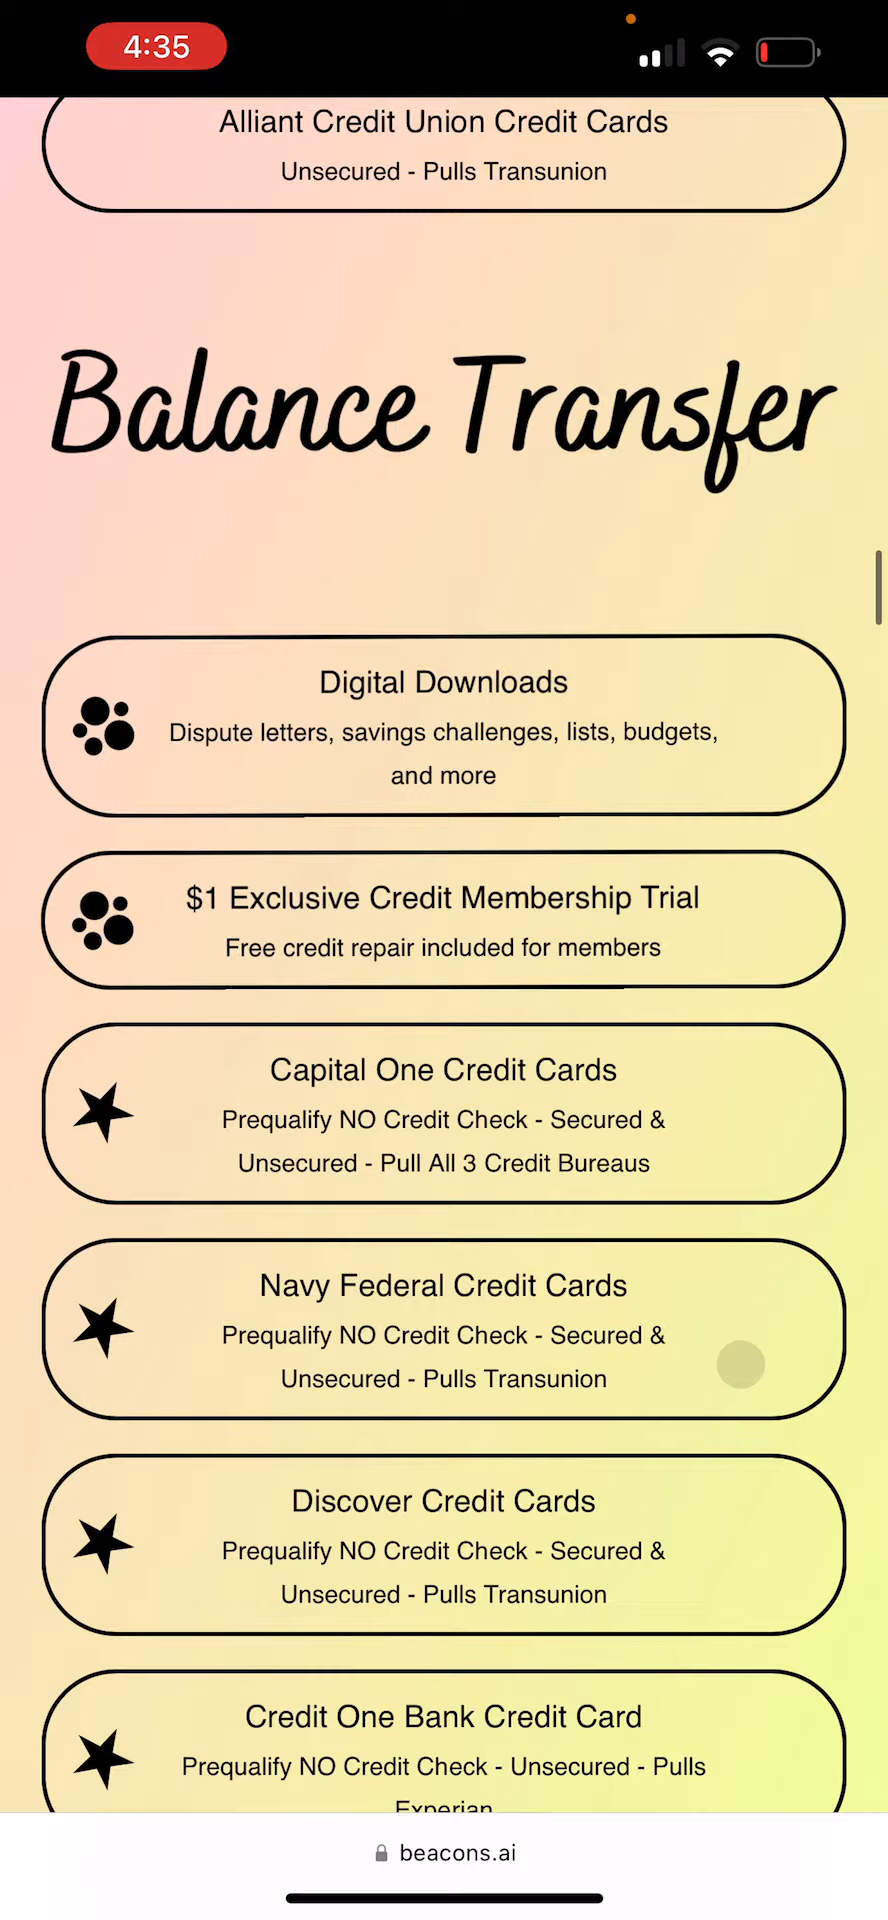 4:35
Alliant Credit Union Credit Cards
Unsecured - Pulls Transunion
Balance Transfer
Digital Downloads
Dispute letters, savings challenges, lists, budgets,
and more
$1 Exclusive Credit Membership Trial
Free credit repair included for members
Capital One Credit Cards
Prequalify NO Credit Check - Secured &
Unsecured - Pull All 3 Credit Bureaus
Navy Federal Credit Cards
Prequalify NO Credit Check - Secured &
Unsecured - Pulls Transunion
Discover Credit Cards
Prequalify NO Credit Check - Secured &
Unsecured - Pulls Transunion
Credit One Bank Credit Card
Prequalify NO Credit Check - Unsecured - Pulls
Experian
beacons.ai